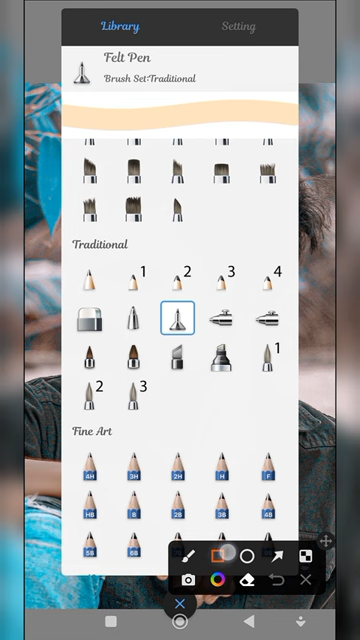 Library Setting
Felt Pen
Brush Set:Traditional
Traditional
1 2 3 4
1
2 3
Fine Art
4H 3H 2H H F
HB B 2B 3B 4B
5B 6B